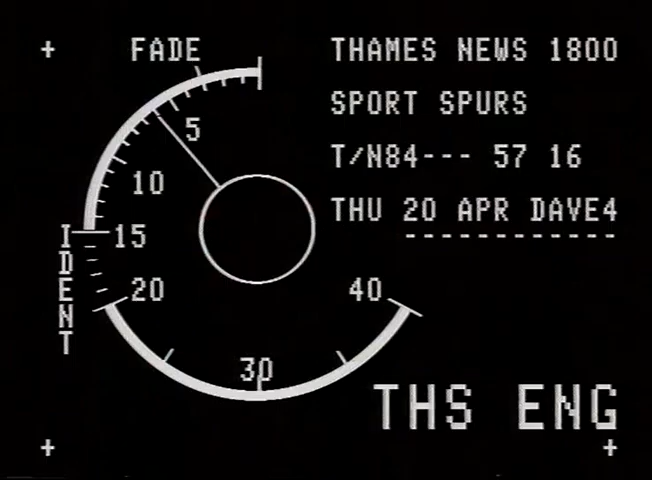 FADE
THAMES NEWS 1800
SPORT SPURS
5
T/N84--- 57 16
10
THU 20 APR DAVE4
------------
15
IDENT
20
40
30
THS ENG